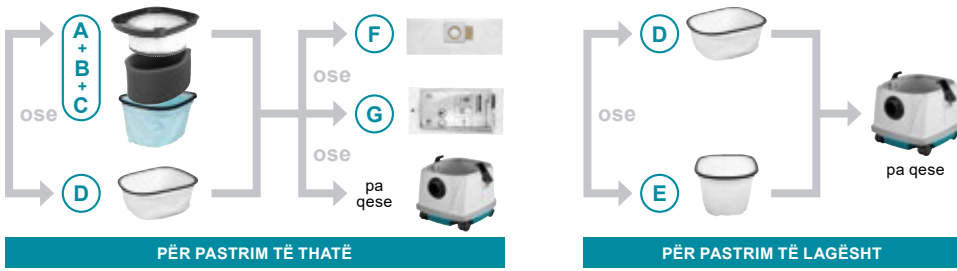 A
+
B
+
C
ose
D
F
ose
G
ose
pa
qese
PËR PASTRIM TË THATË
D
ose
E
pa qese
PËR PASTRIM TË LAGËSHT